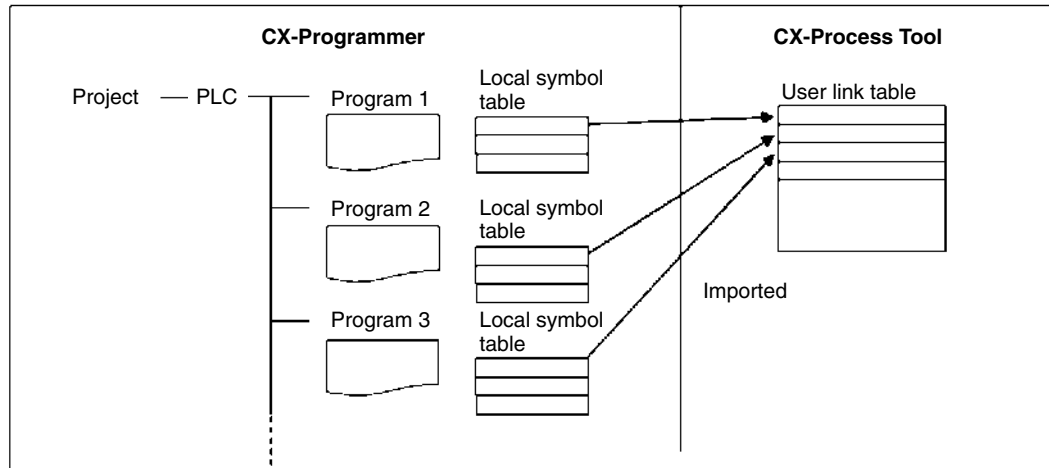 CX-Programmer
CX-Process Tool
Project
PLC
Program 1
Local symbol
table
User link table
Program 2
Local symbol
table
Imported
Program 3
Local symbol
table